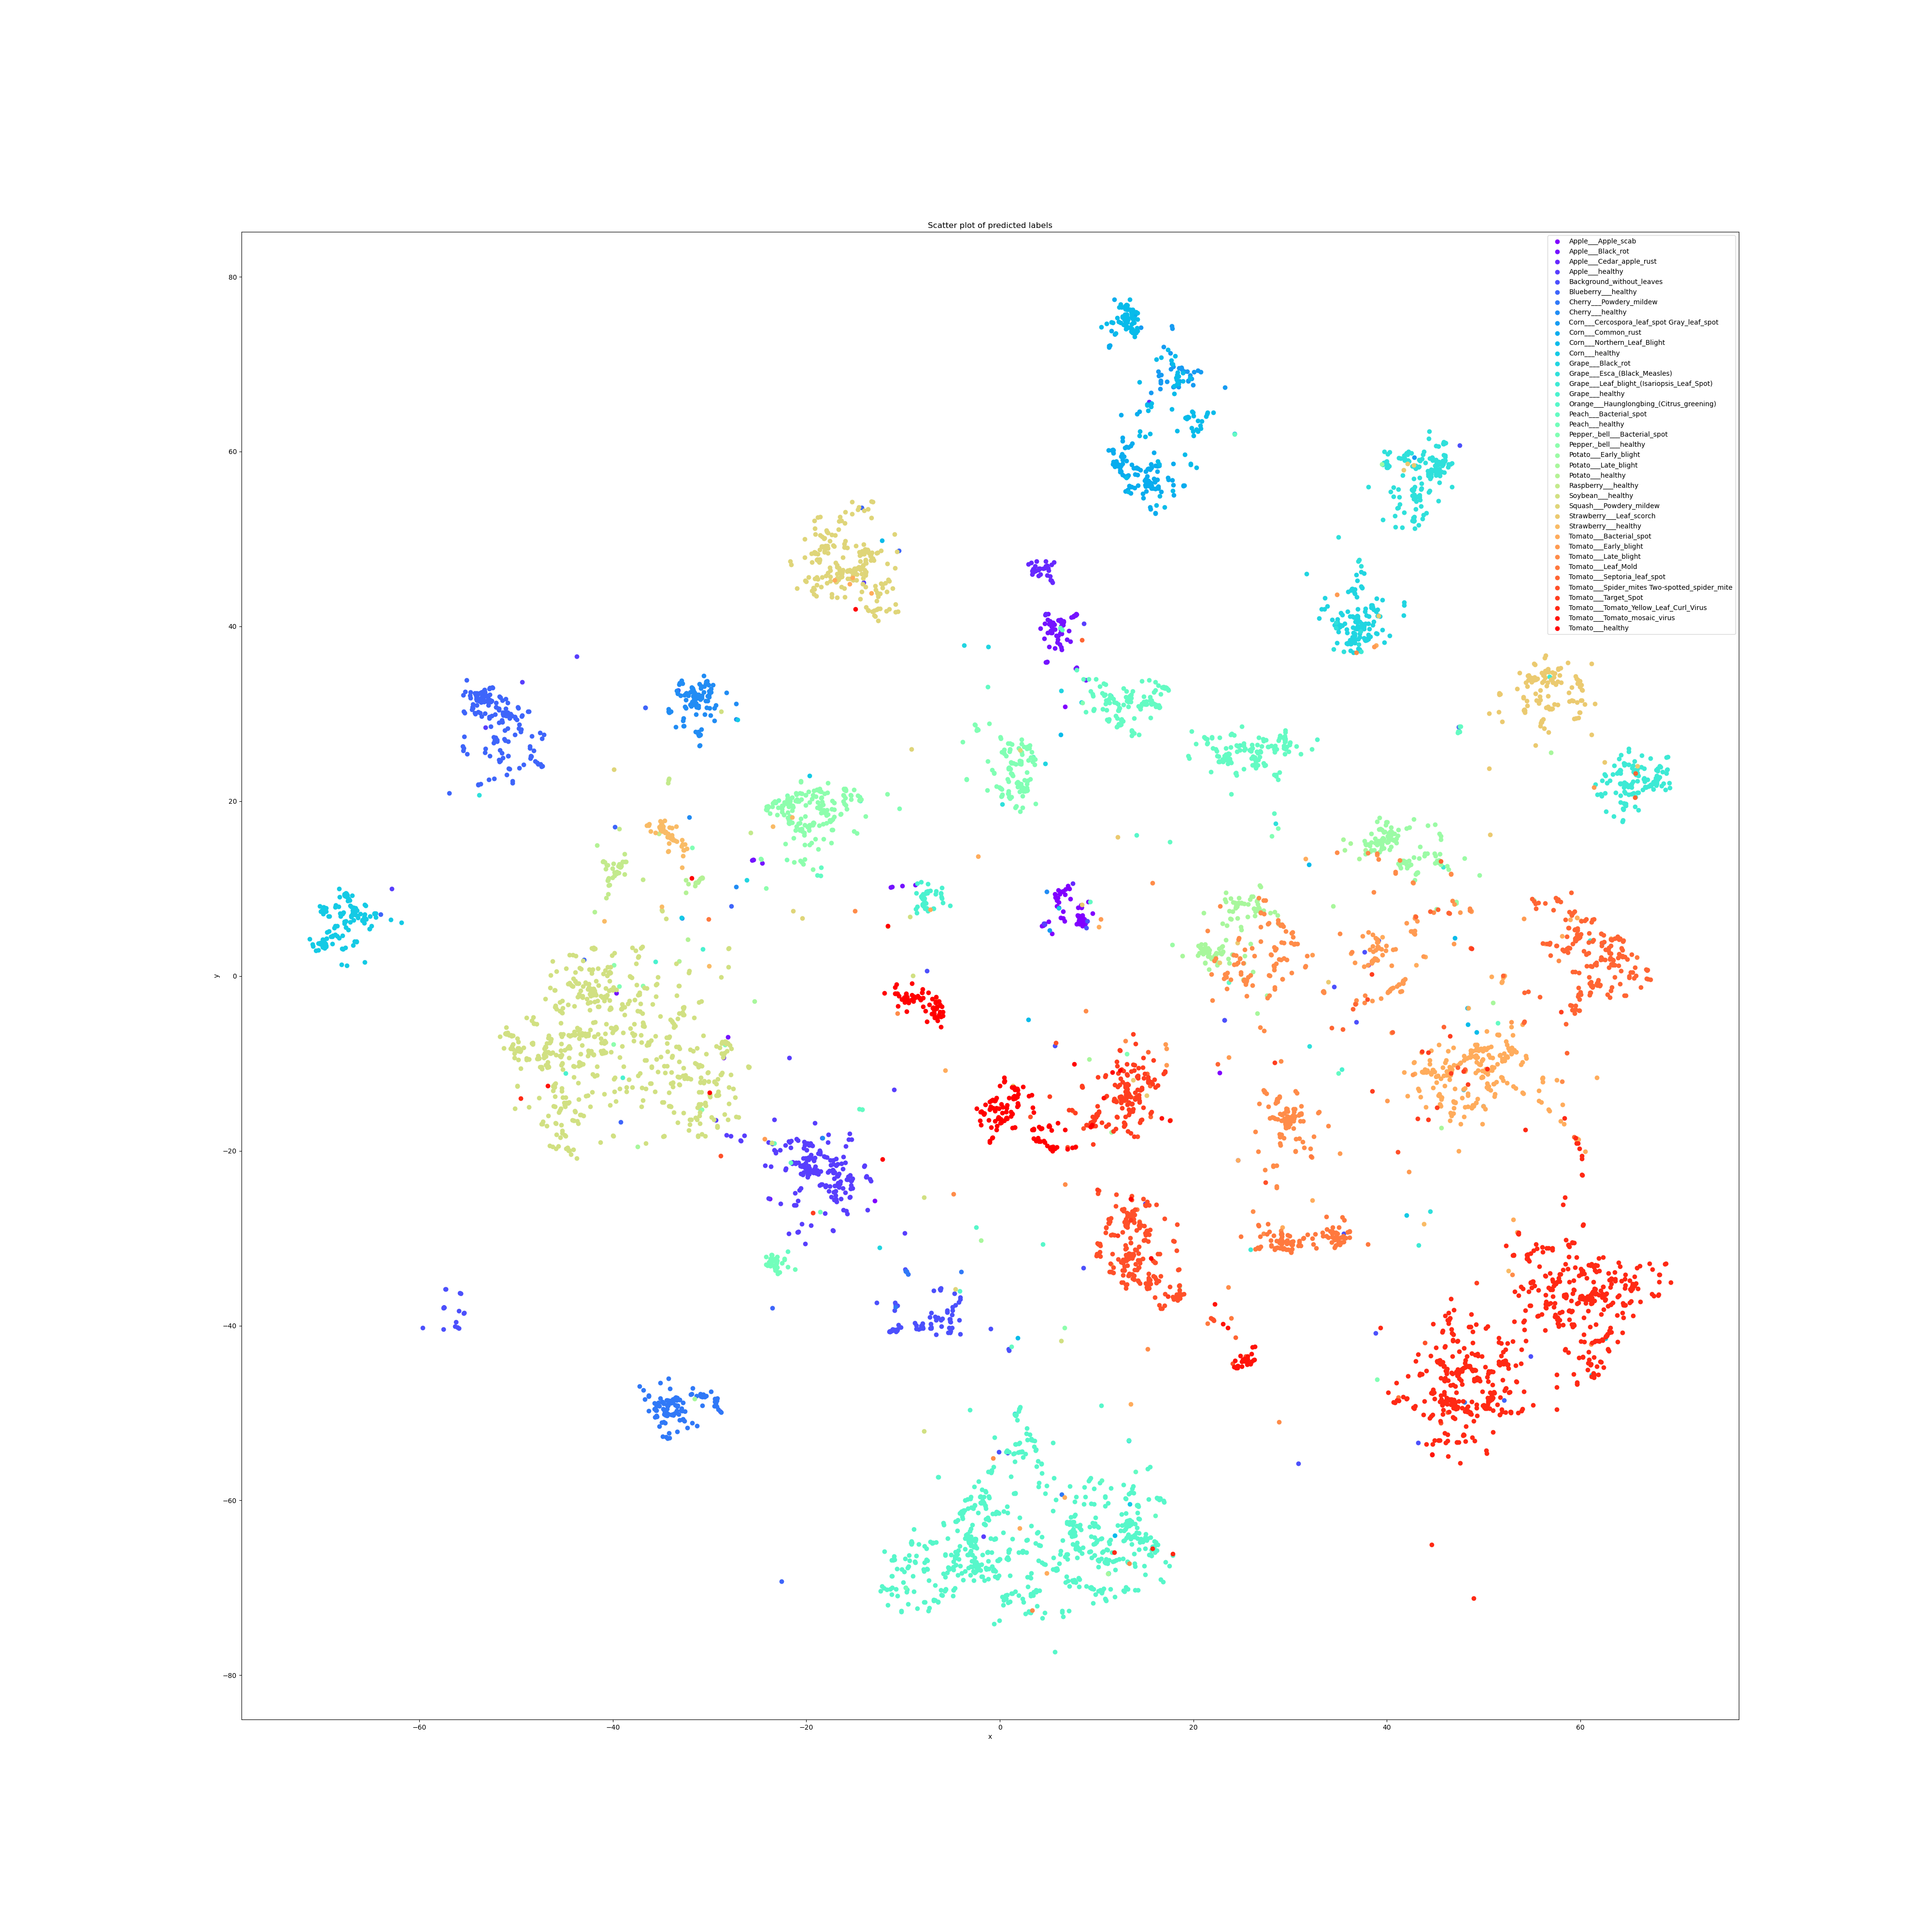 Scatter plot of predicted labels
Apple___Apple_scab
Apple___Black_rot
Apple___Cedar_apple_rust
Apple___healthy
Background_without_leaves
Blueberry___healthy
Cherry___Powdery_mildew
Cherry___healthy
Corn___Cercospora_leaf_spot Gray_leaf_spot
Corn___Common_rust
Corn___Northern_Leaf_Blight
Corn___healthy
Grape___Black_rot
Grape___Esca_(Black_Measles)
Grape___Leaf_blight_(Isariopsis_Leaf_Spot)
Grape___healthy
Orange___Haunglongbing_(Citrus_greening)
Peach___Bacterial_spot
Peach___healthy
Pepper,_bell___Bacterial_spot
Pepper,_bell___healthy
Potato___Early_blight
Potato___Late_blight
Potato___healthy
Raspberry___healthy
Soybean___healthy
Squash___Powdery_mildew
Strawberry___Leaf_scorch
Strawberry___healthy
Tomato___Bacterial_spot
Tomato___Early_blight
Tomato___Late_blight
Tomato___Leaf_Mold
Tomato___Septoria_leaf_spot
Tomato___Spider_mites Two-spotted_spider_mite
Tomato___Target_Spot
Tomato___Tomato_Yellow_Leaf_Curl_Virus
Tomato___Tomato_mosaic_virus
Tomato___healthy
80
60
40
20
0
−20
−40
−60
−80
y
−60
−40
−20
0
20
40
60
x